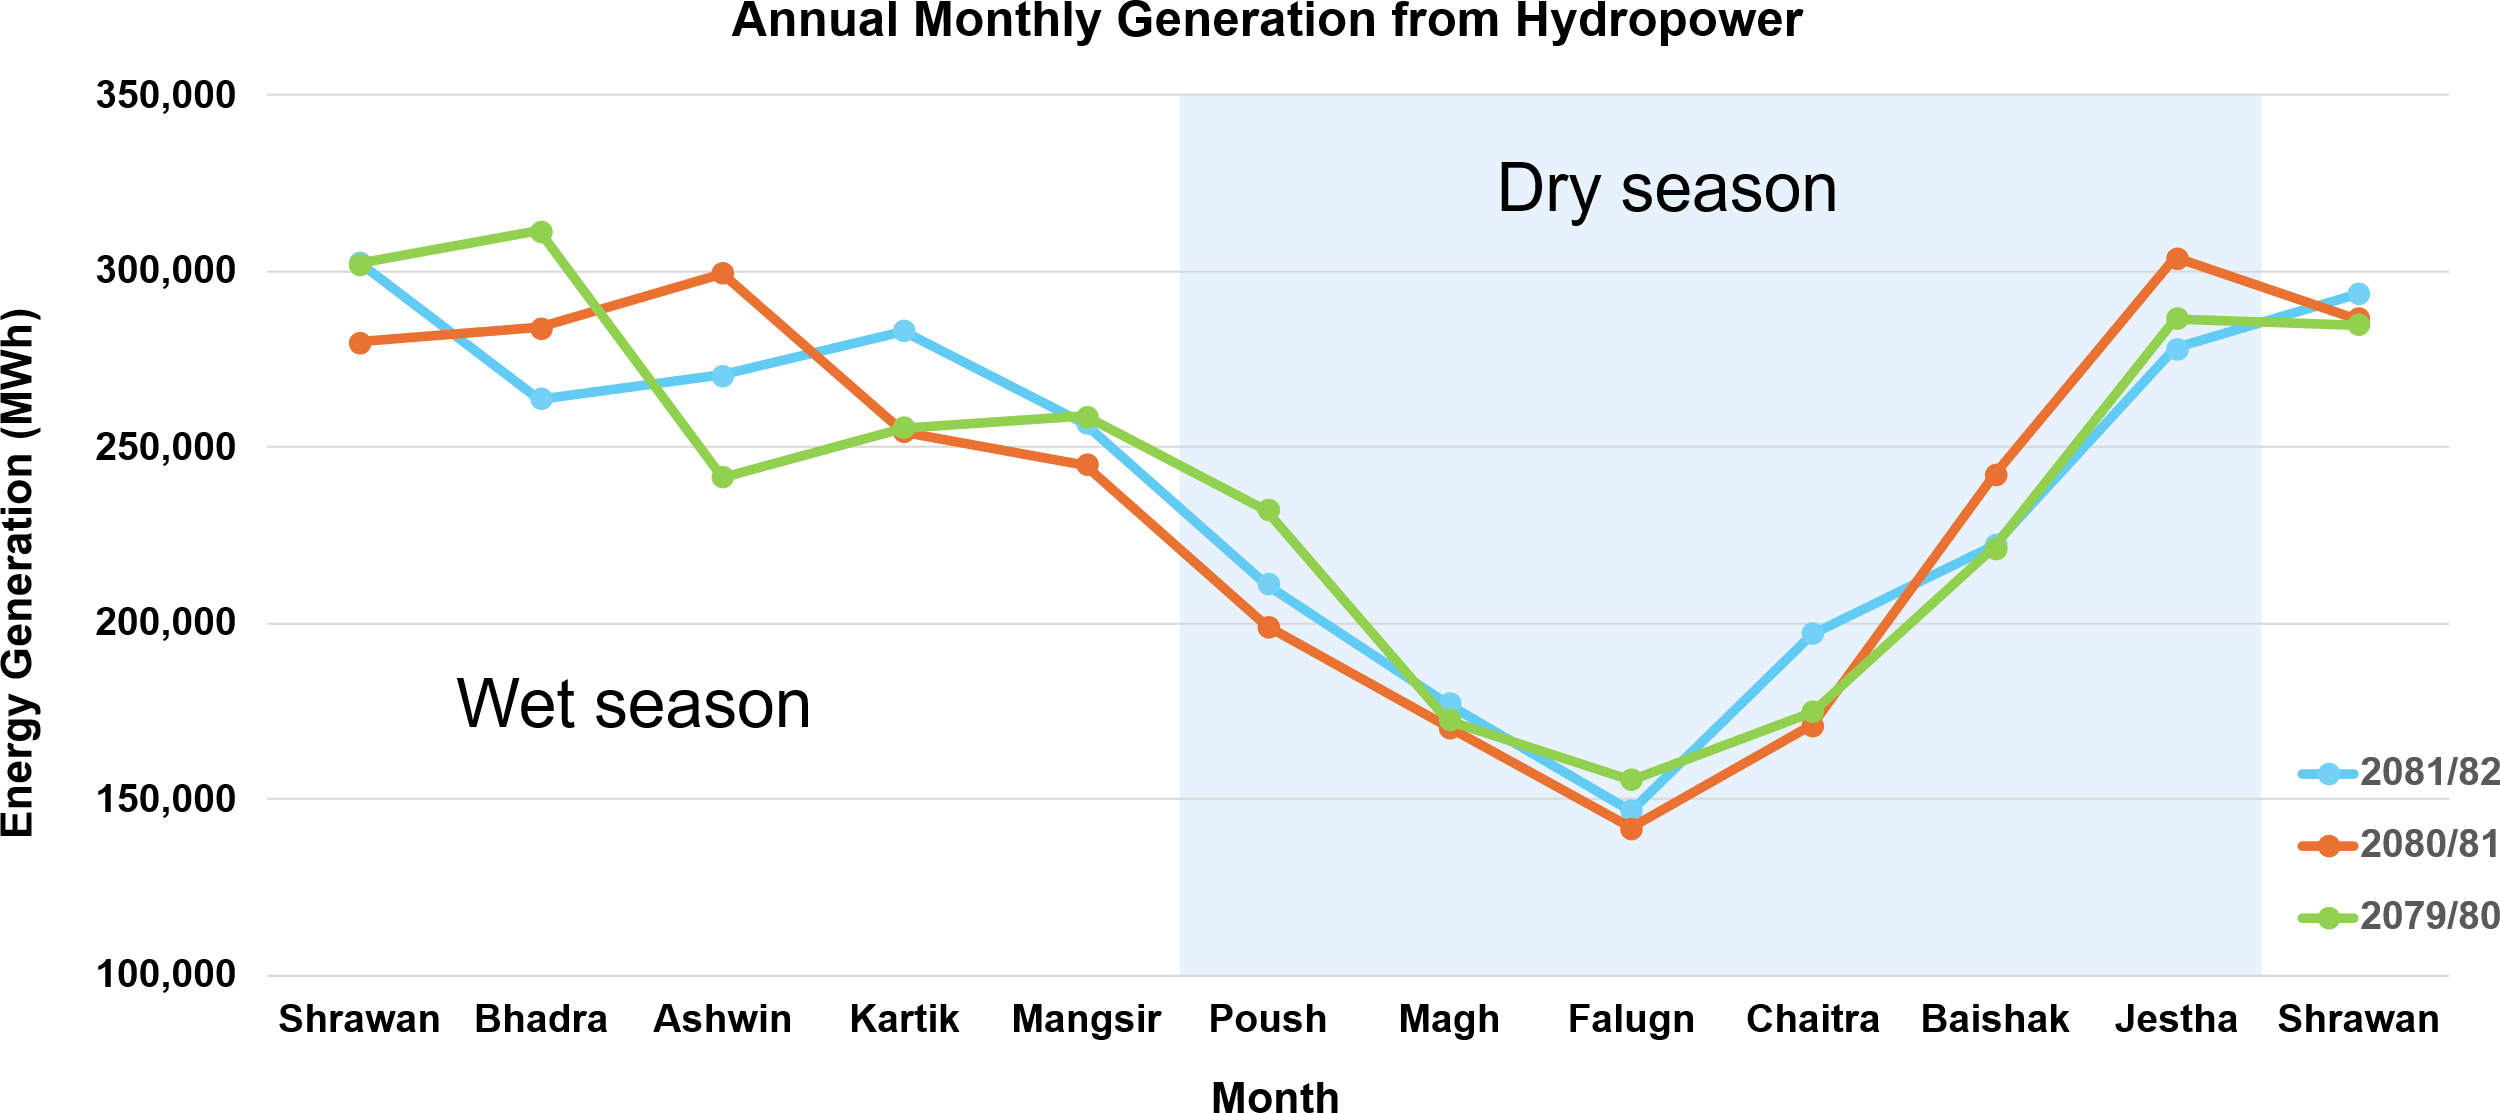 Annual Monthly Generation from Hydropower
Energy Generation (MWh)
350,000
300,000
250,000
200,000
150,000
100,000
Dry season
Wet season
2081/82
2080/81
2079/80
Shrawan Bhadra Ashwin Kartik Mangsir Poush Magh Falugn Chaitra Baishak Jestha Shrawan
Month